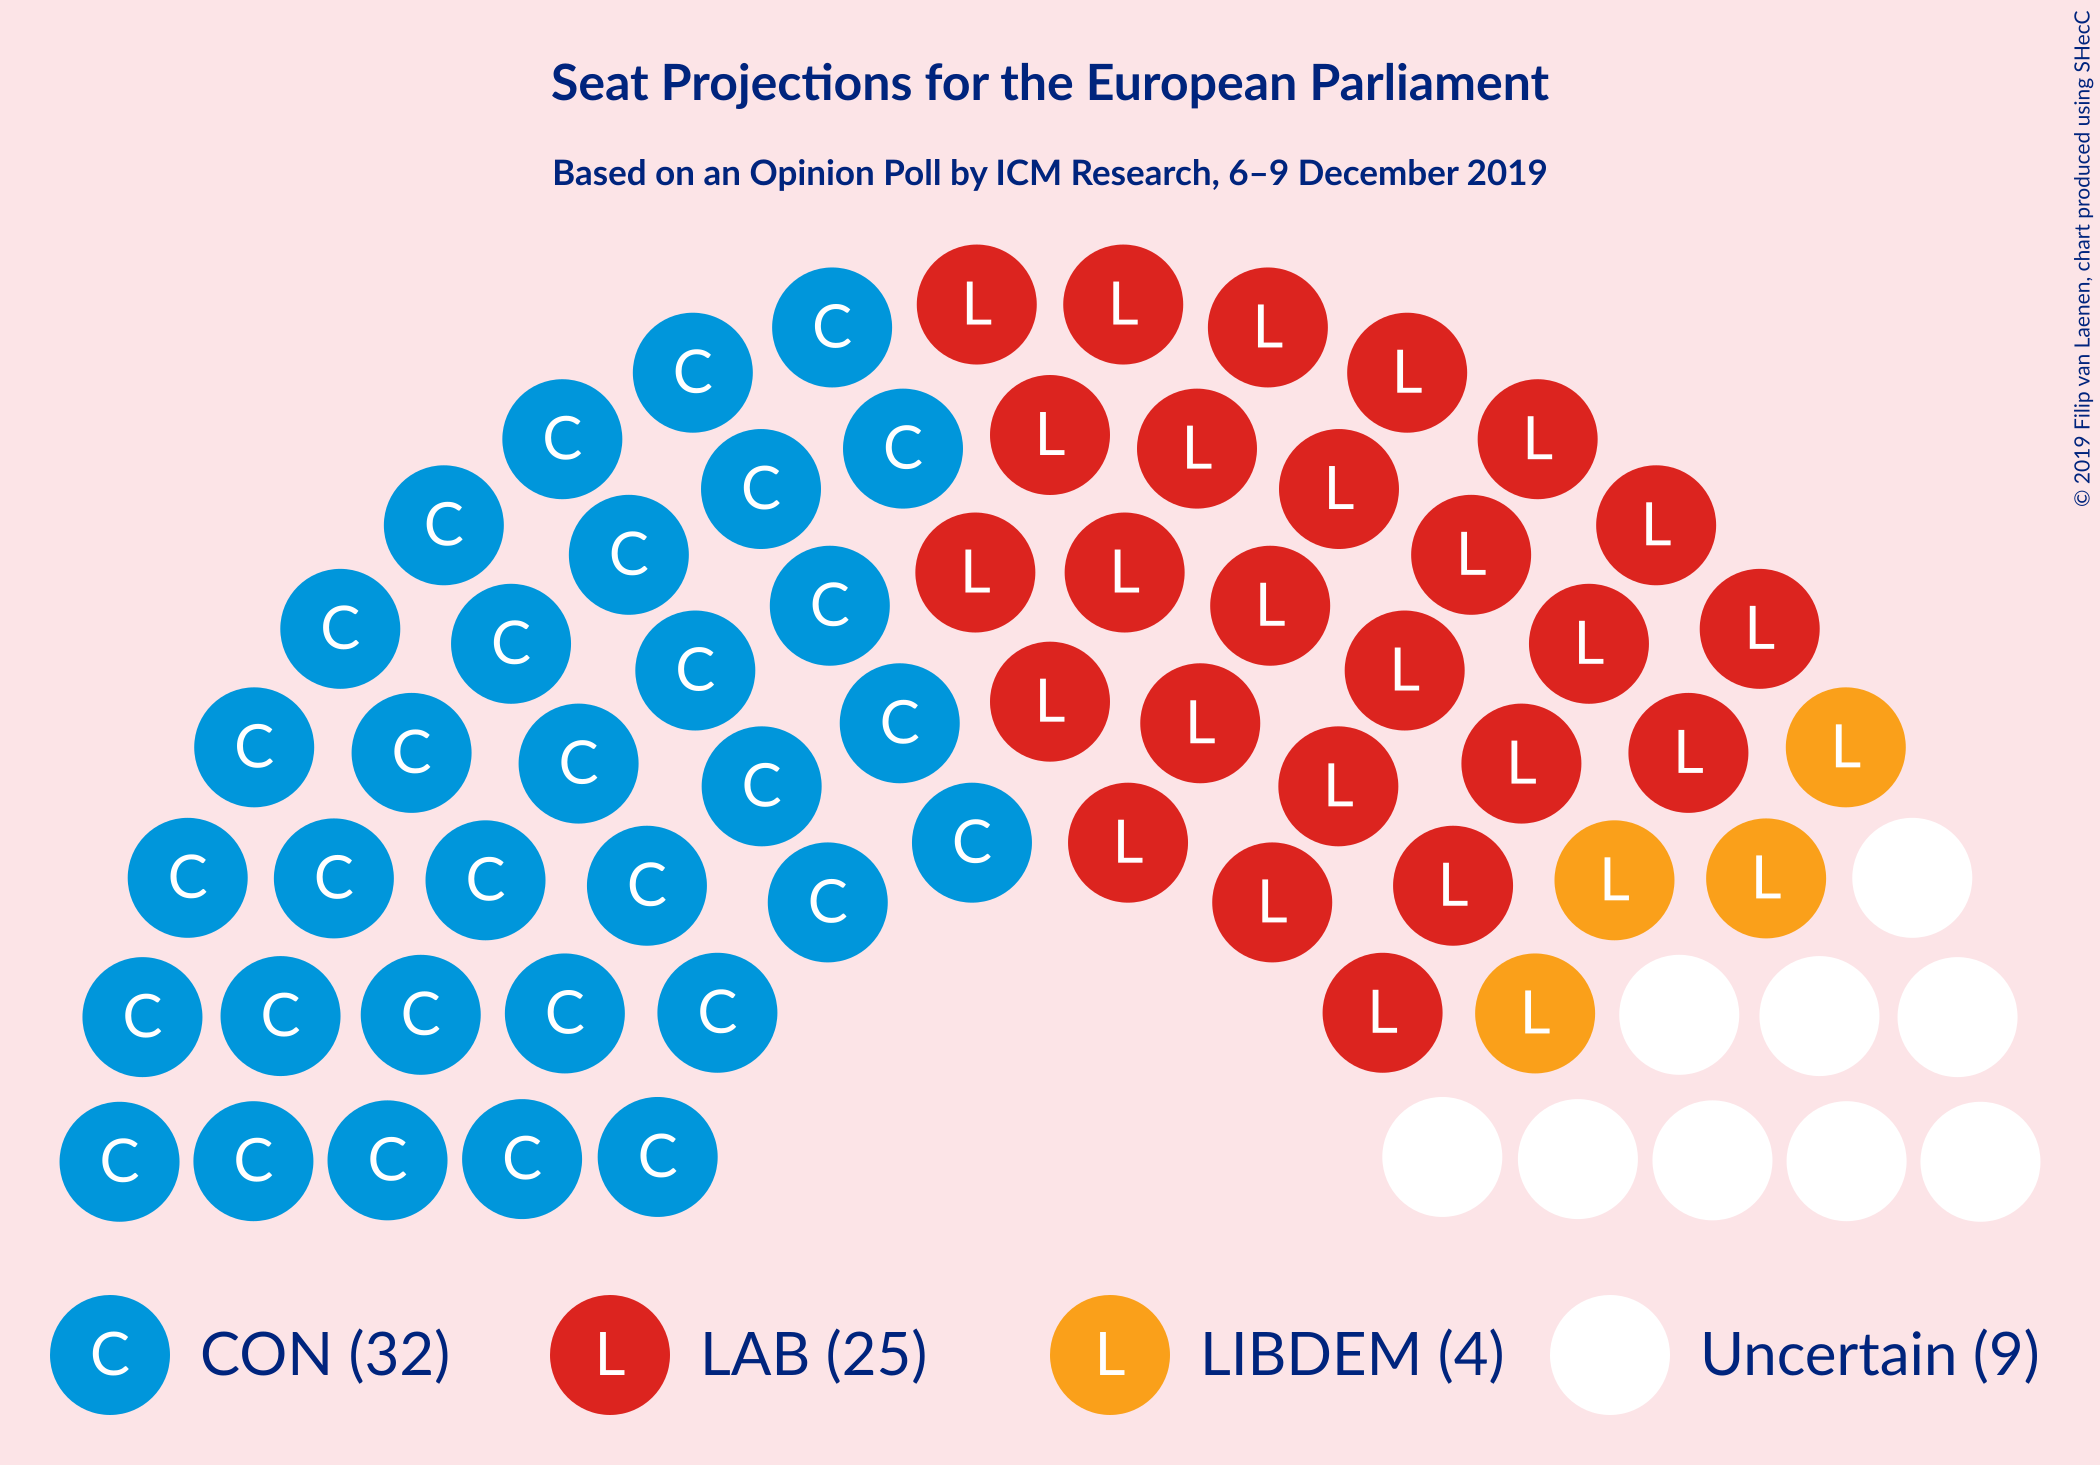 Seat Projections for the European Parliament
Based on an Opinion Poll by ICM Research, 6–9 December 2019
© 2019 Filip van Laenen, chart produced using SHecC
L L
C L
C L
C L
C L
C L
C L
C L
C L
L L
C L
C L
C L
C L
C L
C L
C L
C L
C L
L
C L
C L
C L
C L
C C C C L L L
C L
C C C C C L L
C C C C C
C CON (32) L LAB (25) L LIBDEM (4) Uncertain (9)